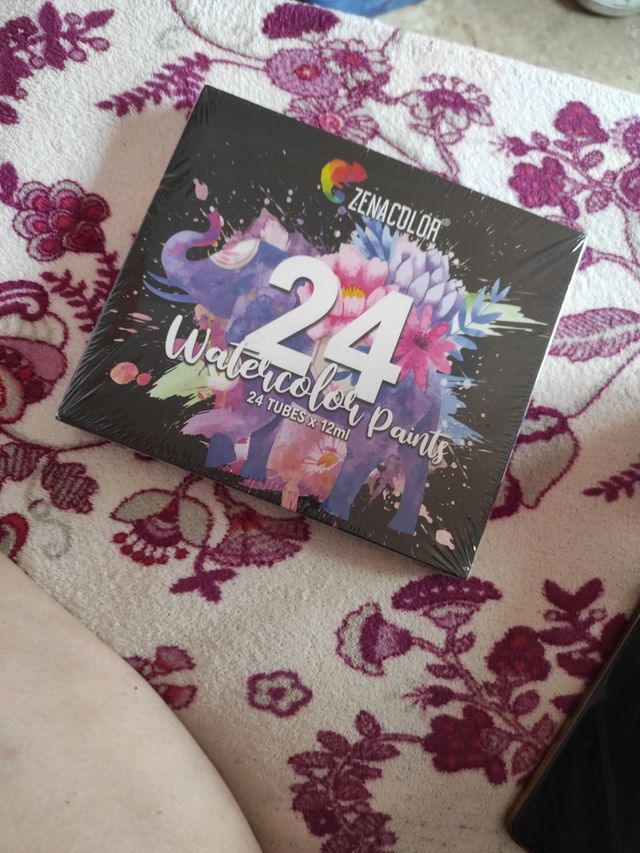 ZENACOLOR®
24
Watercolor Paints
24 TUBES x 12ml